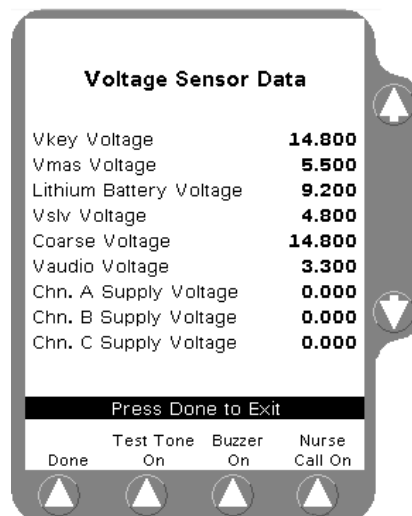 Voltage Sensor Data
Vkey Voltage 14.800
Vmas Voltage 5.500
Lithium Battery Voltage 9.200
Vslv Voltage 4.800
Coarse Voltage 14.800
Vaudio Voltage 3.300
Chn. A Supply Voltage 0.000
Chn. B Supply Voltage 0.000
Chn. C Supply Voltage 0.000
Press Done to Exit
Test Tone Buzzer Nurse
Done On On Call On